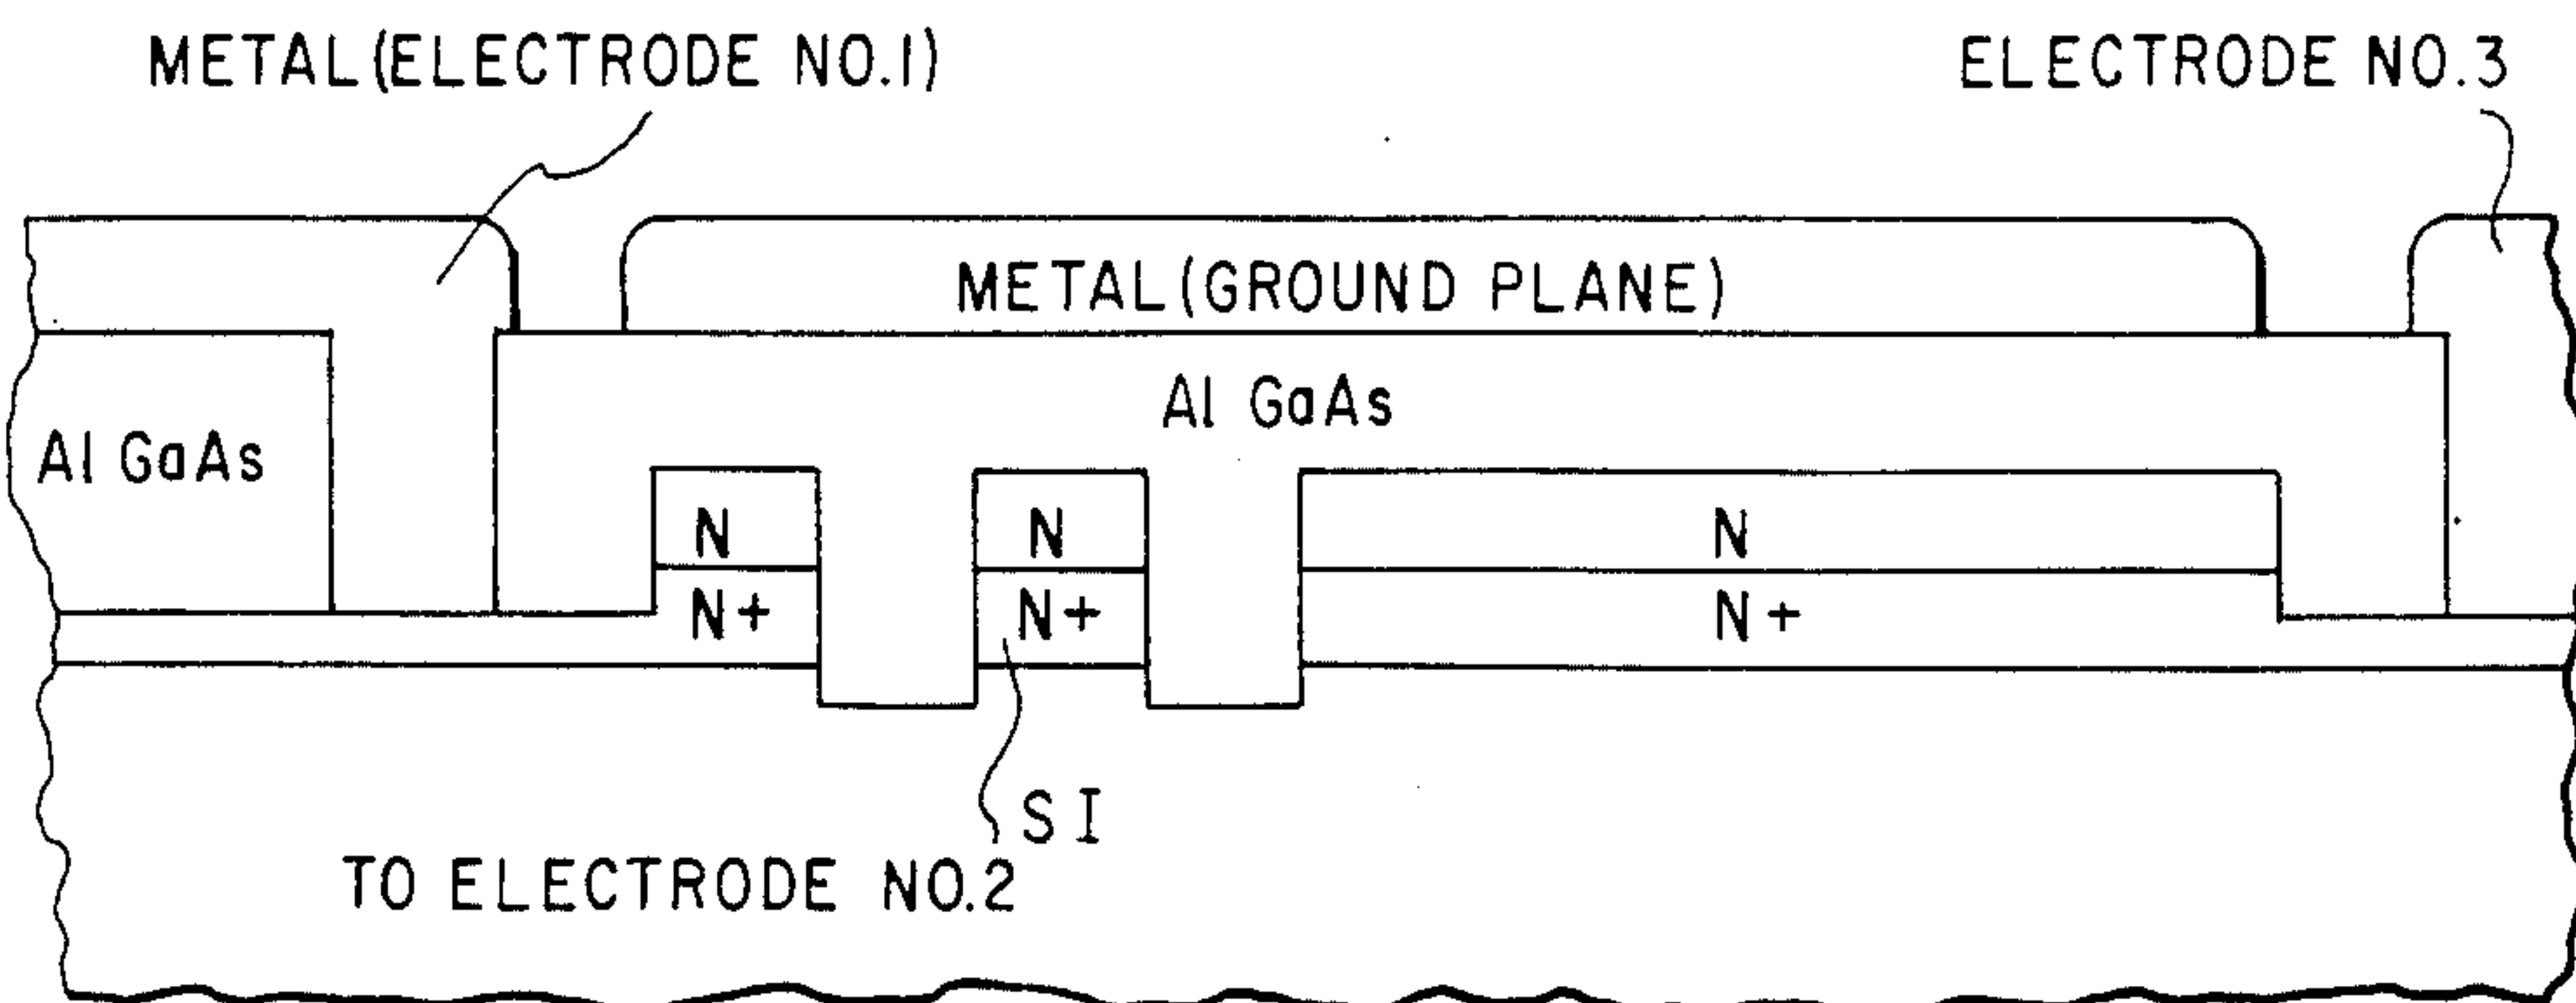 METAL(ELECTRODE NO.1)
ELECTRODE NO.3
METAL(GROUND PLANE)
Al GaAs
Al GaAs
N
N
N
N+
N+
N+
SI
TO ELECTRODE NO.2